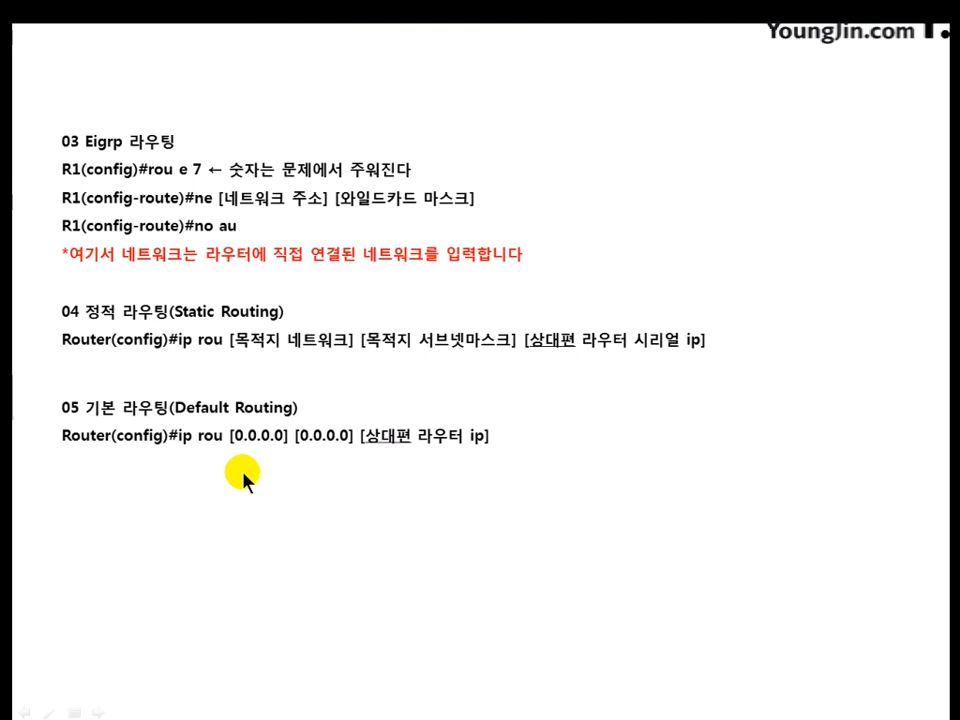 YoungJin.com
03 Eigrp 라우팅
R1(config)#rou e 7 ← 숫자는 문제에서 주워진다
R1(config-route)#ne [네트워크 주소] [와일드카드 마스크]
R1(config-route)#no au
*여기서 네트워크는 라우터에 직접 연결된 네트워크를 입력합니다
04 정적 라우팅(Static Routing)
Router(config)#ip rou [목적지 네트워크] [목적지 서브넷마스크] [상대편 라우터 시리얼 ip]
05 기본 라우팅(Default Routing)
Router(config)#ip rou [0.0.0.0] [0.0.0.0] [상대편 라우터 ip]